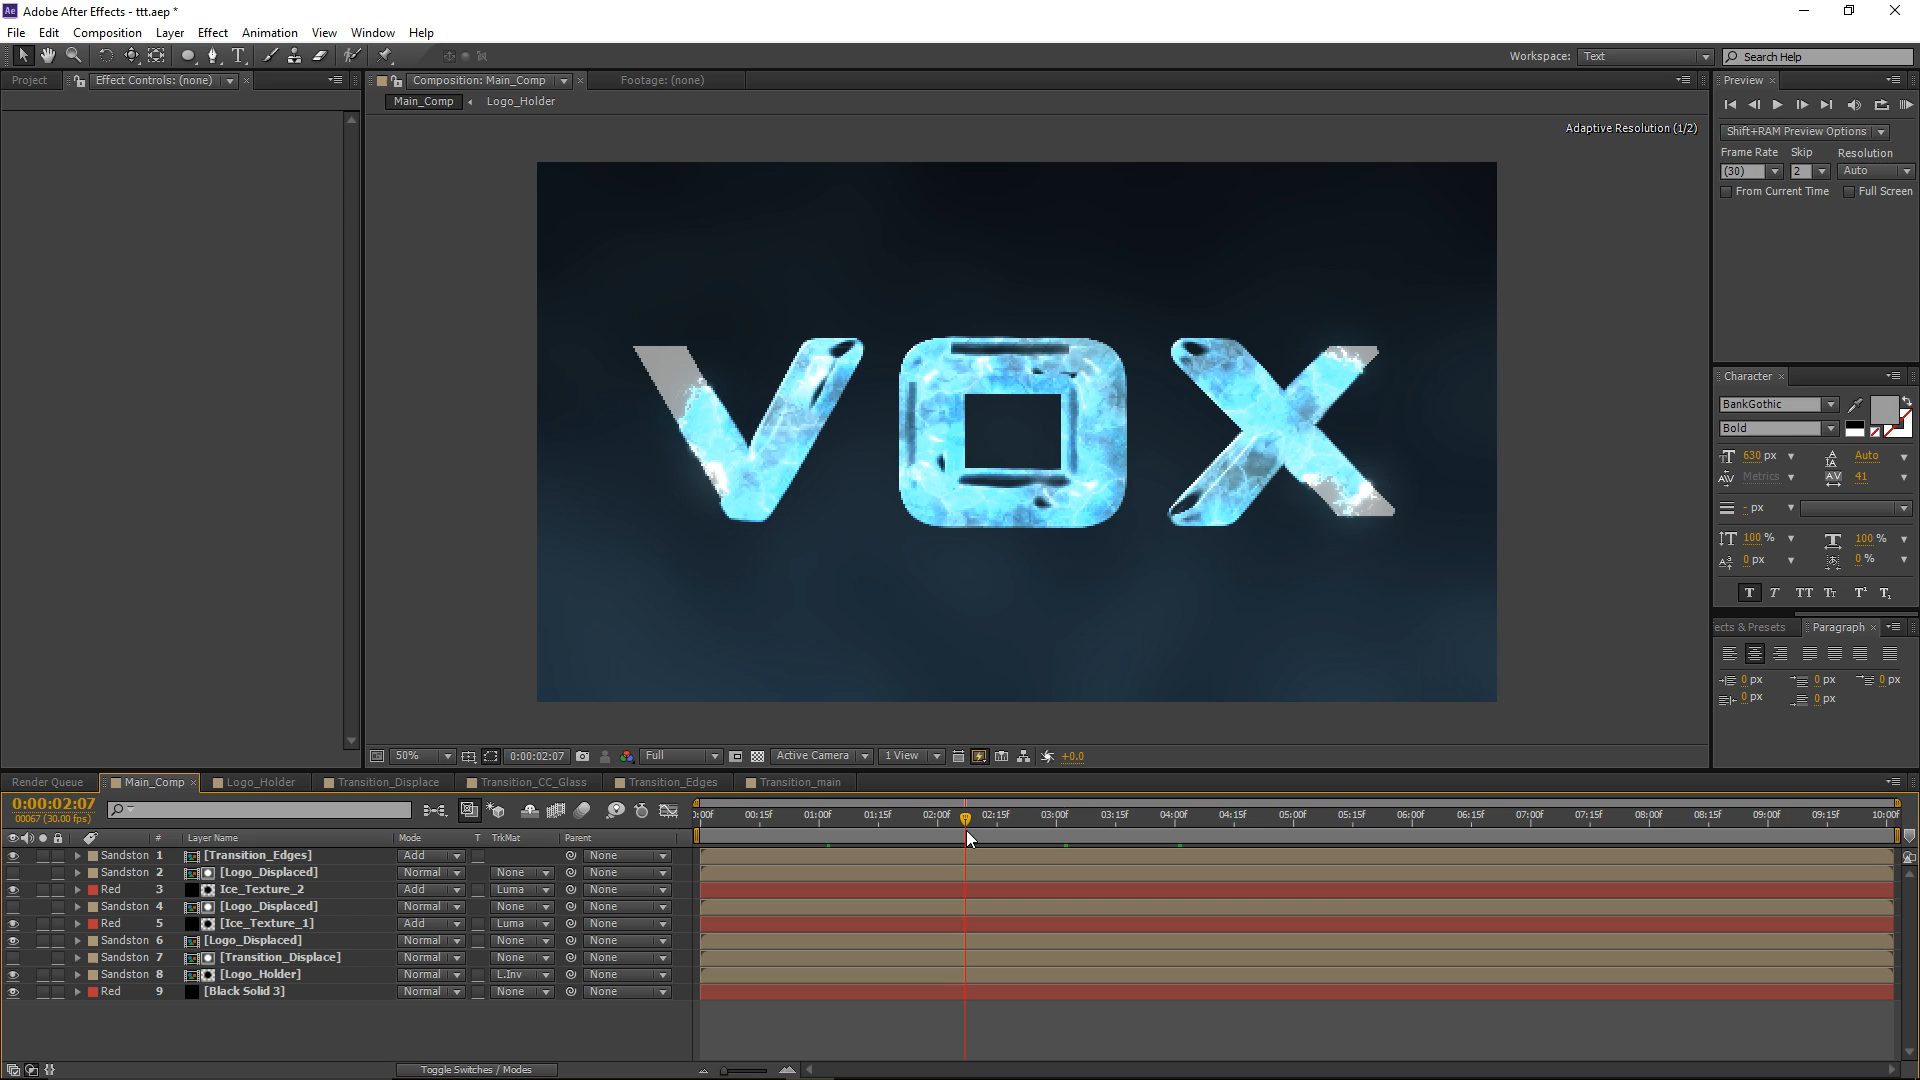 Ae Adobe After Effects - ttt.aep *
File Edit Composition Layer Effect Animation View Window Help
Workspace: Text Search Help
Project Effect Controls: (none) Composition: Main_Comp Footage: (none) Preview
Main_Comp Logo_Holder
Adaptive Resolution (1/2)
Shift+RAM Preview Options
Frame Rate Skip Resolution
(30) 2 Auto
From Current Time Full Screen
VOX
Character
BankGothic
Bold
630 px Auto
Metrics 41
- px
100 % 100 %
0 px 0 %
T T TT Tt T¹ T₁
ects & Presets Paragraph
0 px 0 px 0 px
0 px 0 px
50% 0:00:02:07 Full Active Camera 1 View +0.0
Render Queue Main_Comp Logo_Holder Transition_Displace Transition_CC_Glass Transition_Edges Transition_main
0:00:02:07
00067 (30.00 fps)
):00f 00:15f 01:00f 01:15f 02:00f 02:15f 03:00f 03:15f 04:00f 04:15f 05:00f 05:15f 06:00f 06:15f 07:00f 07:15f 08:00f 08:15f 09:00f 09:15f 10:00f
# Layer Name Mode T TrkMat Parent
Sandston 1 [Transition_Edges] Add None
Sandston 2 [Logo_Displaced] Normal None None
Red 3 Ice_Texture_2 Add Luma None
Sandston 4 [Logo_Displaced] Normal None None
Red 5 [Ice_Texture_1] Add Luma None
Sandston 6 [Logo_Displaced] Normal None None
Sandston 7 [Transition_Displace] Normal None None
Sandston 8 [Logo_Holder] Normal L.Inv None
Red 9 [Black Solid 3] Normal None None
Toggle Switches / Modes